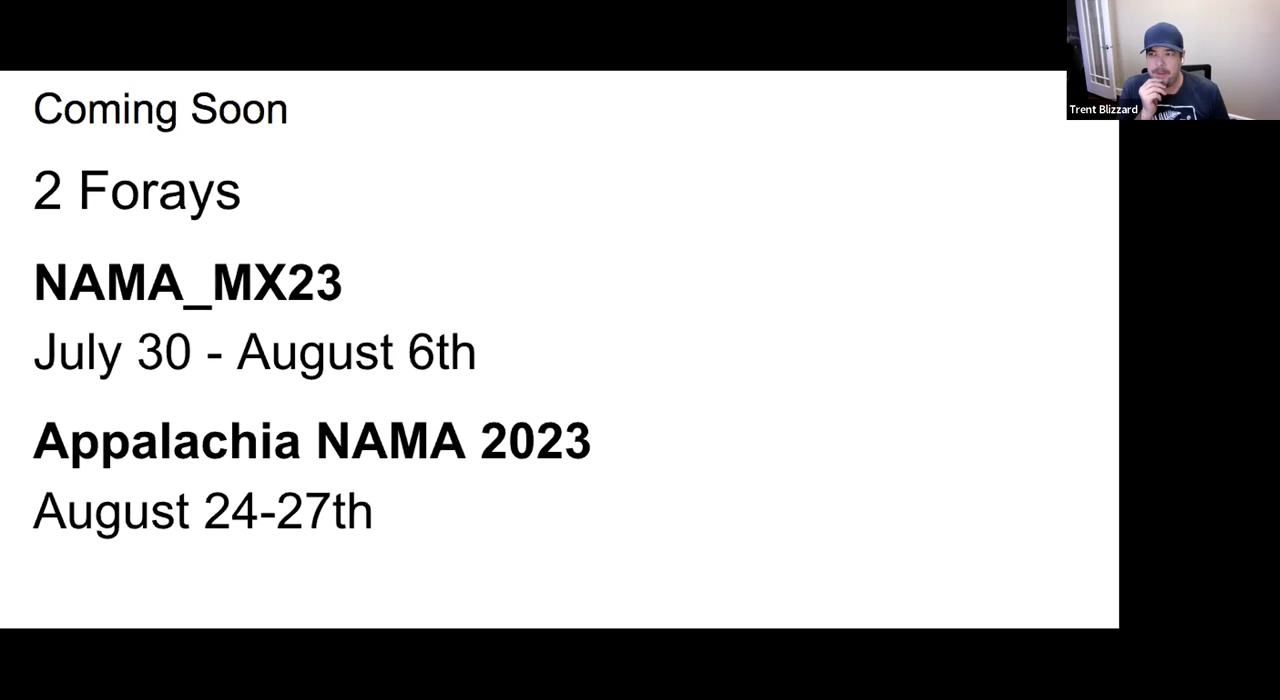 Coming Soon
2 Forays
NAMA_MX23
July 30 - August 6th
Appalachia NAMA 2023
August 24-27th
Trent Blizzard